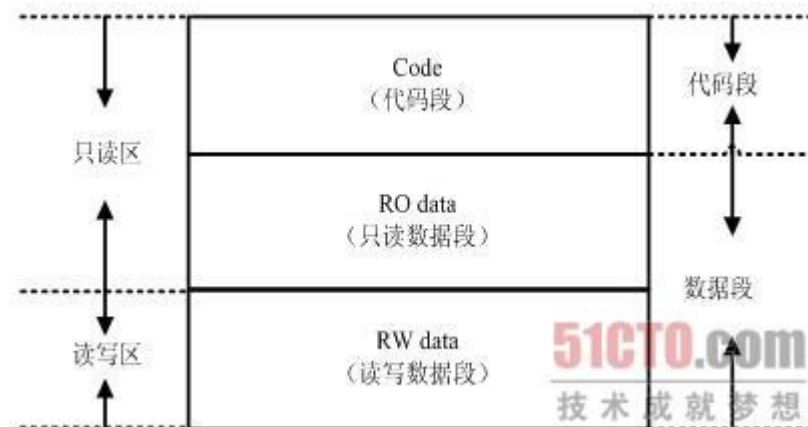 Code
（代码段）
代码段
只读区
RO data
（只读数据段）
数据段
RW data
（读写数据段）
读写区
51CTO.com
技术成就梦想